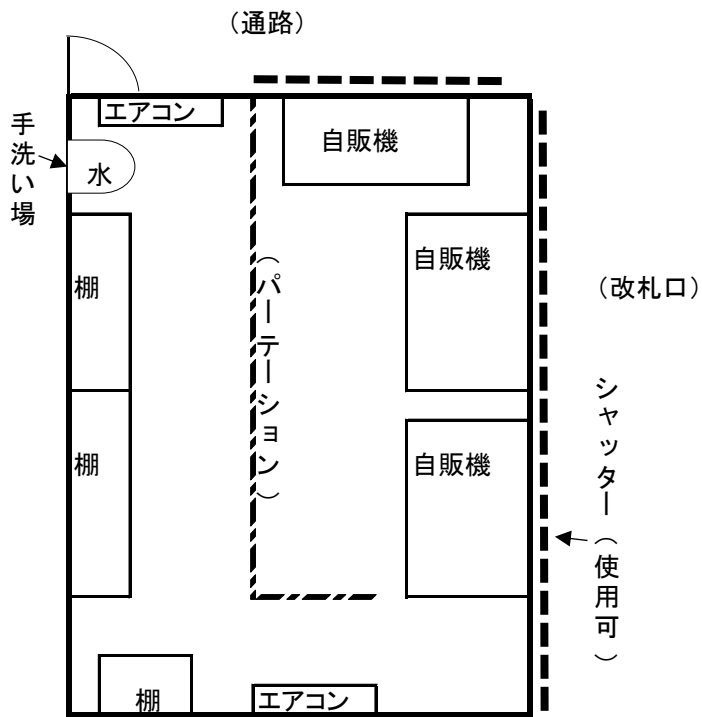 （通路）
エアコン
自販機
手洗い場
水
棚
自販機
（パーテーション）
（改札口）
棚
自販機
シャッター（使用可）
棚
エアコン